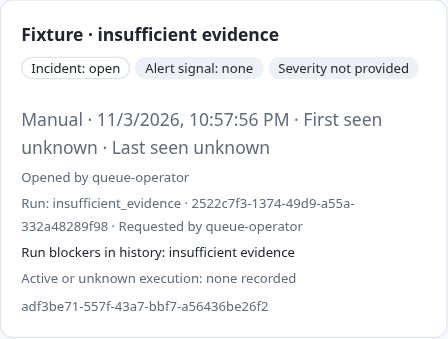 Fixture · insufficient evidence
Incident: open Alert signal: none Severity not provided
Manual · 11/3/2026, 10:57:56 PM · First seen
unknown · Last seen unknown
Opened by queue-operator
Run: insufficient_evidence · 2522c7f3-1374-49d9-a55a-
332a48289f98 · Requested by queue-operator
Run blockers in history: insufficient evidence
Active or unknown execution: none recorded
adf3be71-557f-43a7-bbf7-a56436be26f2